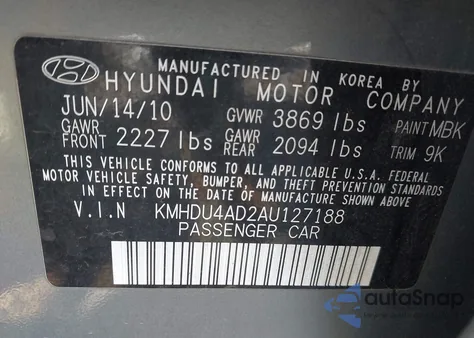 MANUFACTURED IN KOREA BY
HYUNDAI MOTOR COMPANY
JUN/14/10 GVWR 3869 lbs PAINT MBK
GAWR FRONT 2227 lbs GAWR REAR 2094 lbs TRIM 9K
THIS VEHICLE CONFORMS TO ALL APPLICABLE U.S.A. FEDERAL
MOTOR VEHICLE SAFETY, BUMPER, AND THEFT PREVENTION STANDARDS
IN EFFECT ON THE DATE OF MANUFACTURE SHOWN ABOVE.
V.I.N KMHDU4AD2AU127188
PASSENGER CAR
autoSnap